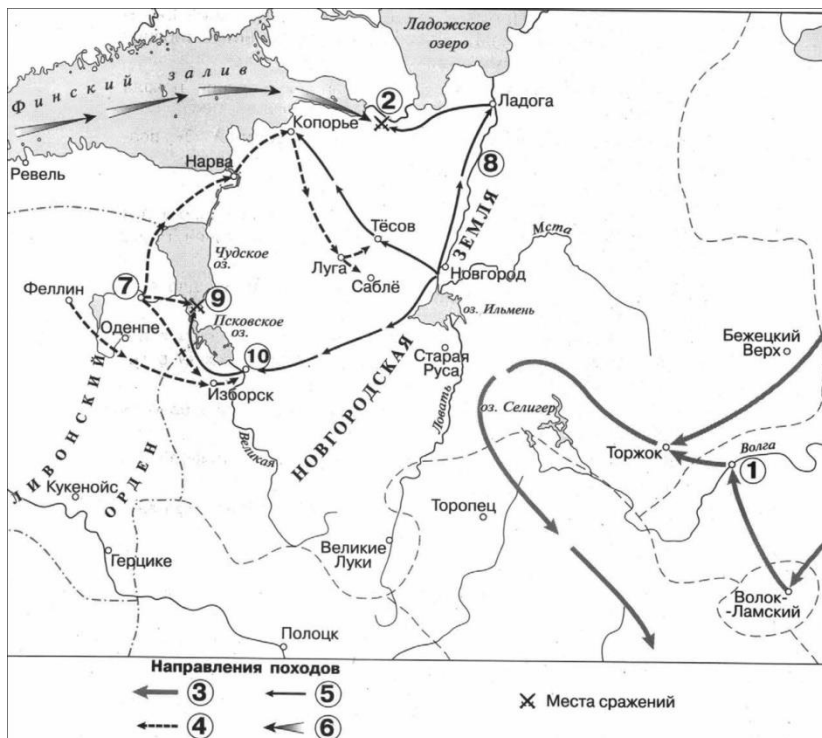 Ладожское
озеро
Финский залив
2
Ладога
Копорье
Нарва
Ревель
8
Тёсов
Мста
Чудское
оз.
Луга
Саблё
Новгород
ЗЕМЛЯ
Феллин
7
9
оз. Ильмень
Оденпе
Псковское
оз.
Бежецкий
Верх
10
Старая
Руса
НОВГОРОДСКАЯ
Изборск
оз. Селигер
Ловать
Торжок
Волга
1
Великая
ЛИВОНСКИЙ
ОРДЕН
Кукенойс
Торопец
Герцике
Великие
Луки
Волок-
-Ламский
Полоцк
Направления походов
3
5
Места сражений
4
6